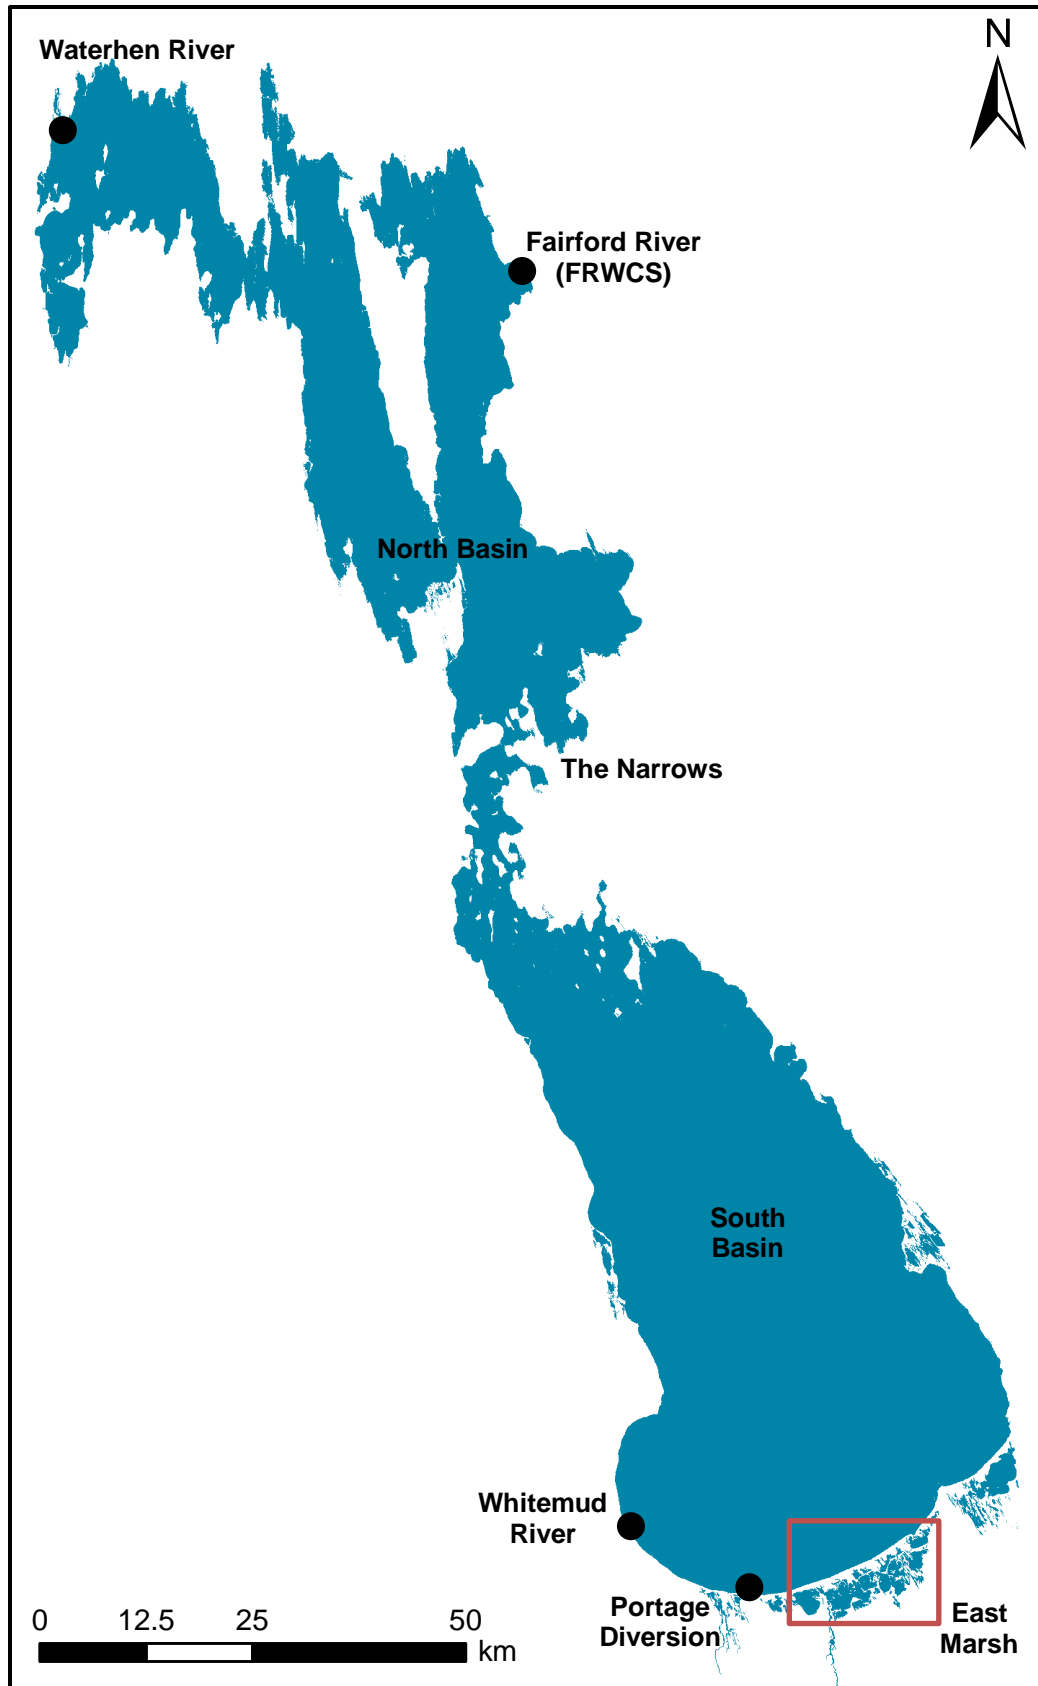 N
Waterhen River
Fairford River
(FRWCS)
North Basin
The Narrows
South
Basin
Whitemud
River
Portage
Diversion
East
Marsh
0 12.5 25 50
km